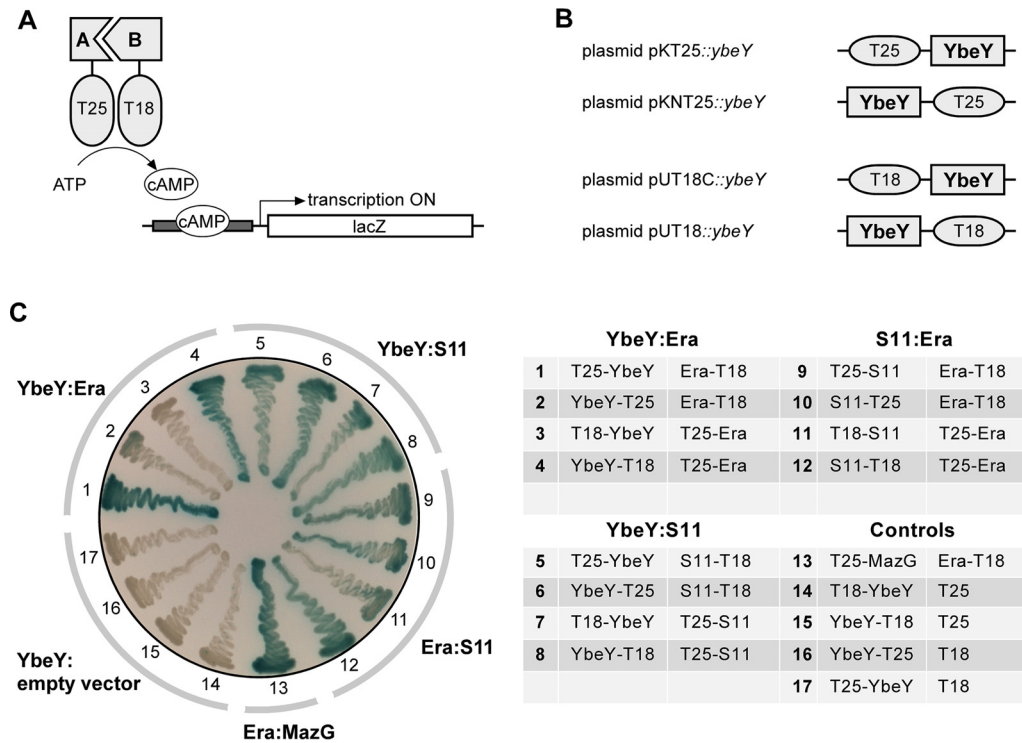 A
A B
T25 T18
ATP
cAMP
transcription ON
cAMP
lacZ
B
plasmid pKT25::ybeY T25 YbeY
plasmid pKNT25::ybeY YbeY T25
plasmid pUT18C::ybeY T18 YbeY
plasmid pUT18::ybeY YbeY T18
C
YbeY:Era
YbeY:S11
Era:S11
Era:MazG
YbeY:
empty vector
1
2
3
4
5
6
7
8
9
10
11
12
13
14
15
16
17
YbeY:Era S11:Era
1 T25-YbeY Era-T18 9 T25-S11 Era-T18
2 YbeY-T25 Era-T18 10 S11-T25 Era-T18
3 T18-YbeY T25-Era 11 T18-S11 T25-Era
4 YbeY-T18 T25-Era 12 S11-T18 T25-Era
YbeY:S11 Controls
5 T25-YbeY S11-T18 13 T25-MazG Era-T18
6 YbeY-T25 S11-T18 14 T18-YbeY T25
7 T18-YbeY T25-S11 15 YbeY-T18 T25
8 YbeY-T18 T25-S11 16 YbeY-T25 T18
17 T25-YbeY T18